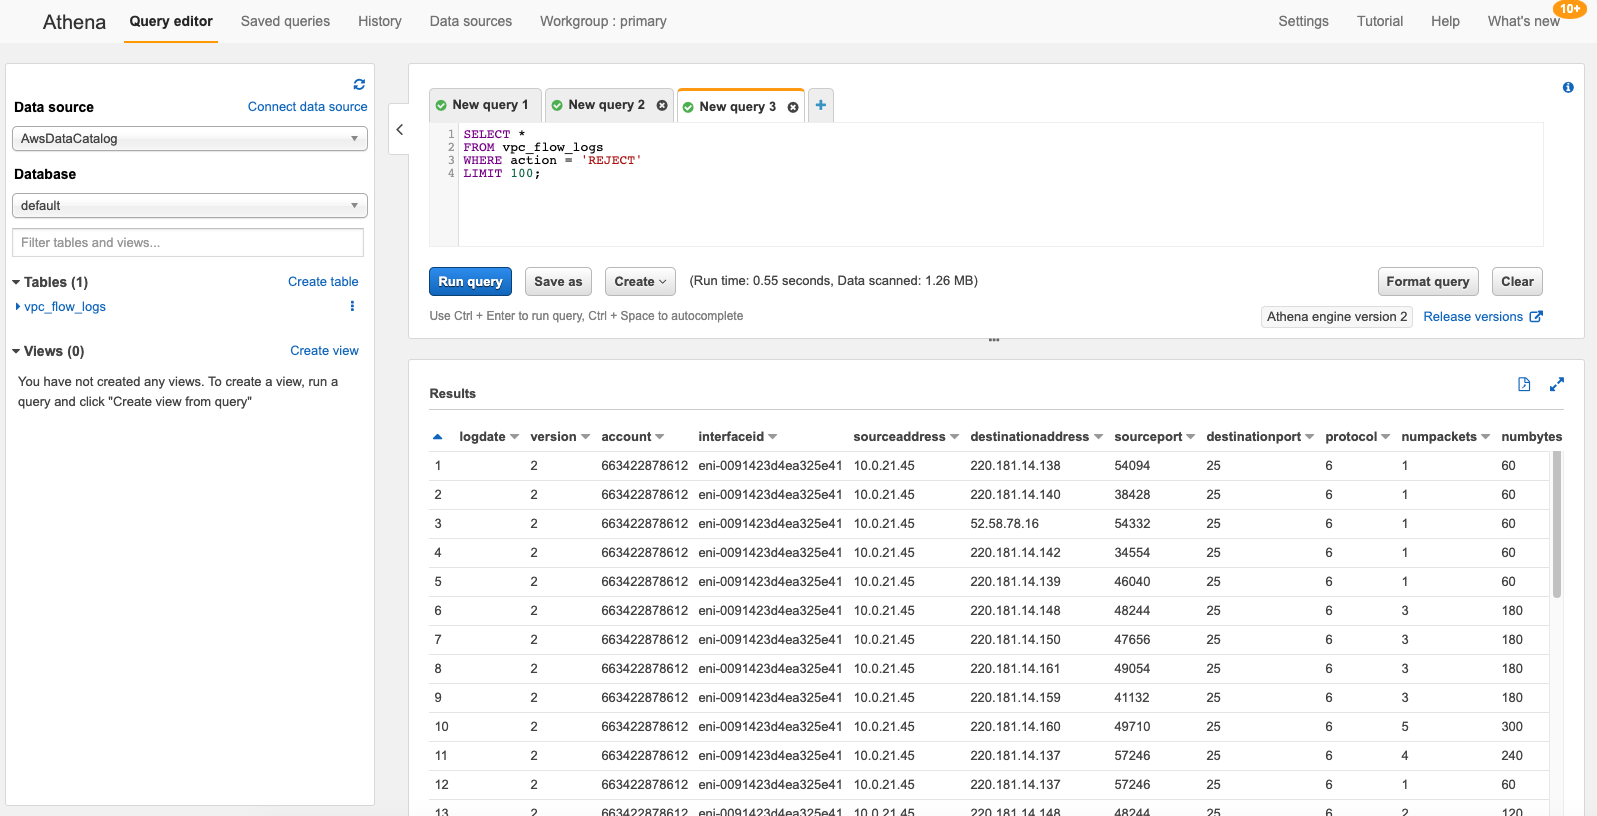 Athena Query editor Saved queries History Data sources Workgroup : primary Settings Tutorial Help What's new 10+
Data source Connect data source
AwsDataCatalog
Database
default
Filter tables and views...
Tables (1) Create table
vpc_flow_logs
Views (0) Create view
You have not created any views. To create a view, run a
query and click "Create view from query"
New query 1 New query 2 New query 3 +
1 SELECT *
2 FROM vpc_flow_logs
3 WHERE action = 'REJECT'
4 LIMIT 100;
Run query Save as Create (Run time: 0.55 seconds, Data scanned: 1.26 MB) Format query Clear
Use Ctrl + Enter to run query, Ctrl + Space to autocomplete Athena engine version 2 Release versions
Results
logdate version account interfaceid sourceaddress destinationaddress sourceport destinationport protocol numpackets numbytes
1 2 663422878612 eni-0091423d4ea325e41 10.0.21.45 220.181.14.138 54094 25 6 1 60
2 2 663422878612 eni-0091423d4ea325e41 10.0.21.45 220.181.14.140 38428 25 6 1 60
3 2 663422878612 eni-0091423d4ea325e41 10.0.21.45 52.58.78.16 54332 25 6 1 60
4 2 663422878612 eni-0091423d4ea325e41 10.0.21.45 220.181.14.142 34554 25 6 1 60
5 2 663422878612 eni-0091423d4ea325e41 10.0.21.45 220.181.14.139 46040 25 6 1 60
6 2 663422878612 eni-0091423d4ea325e41 10.0.21.45 220.181.14.148 48244 25 6 3 180
7 2 663422878612 eni-0091423d4ea325e41 10.0.21.45 220.181.14.150 47656 25 6 3 180
8 2 663422878612 eni-0091423d4ea325e41 10.0.21.45 220.181.14.161 49054 25 6 3 180
9 2 663422878612 eni-0091423d4ea325e41 10.0.21.45 220.181.14.159 41132 25 6 3 180
10 2 663422878612 eni-0091423d4ea325e41 10.0.21.45 220.181.14.160 49710 25 6 5 300
11 2 663422878612 eni-0091423d4ea325e41 10.0.21.45 220.181.14.137 57246 25 6 4 240
12 2 663422878612 eni-0091423d4ea325e41 10.0.21.45 220.181.14.137 57246 25 6 1 60
13 2 663422878612 eni-0091423d4ea325e41 10.0.21.45 220.181.14.148 48244 25 6 2 120